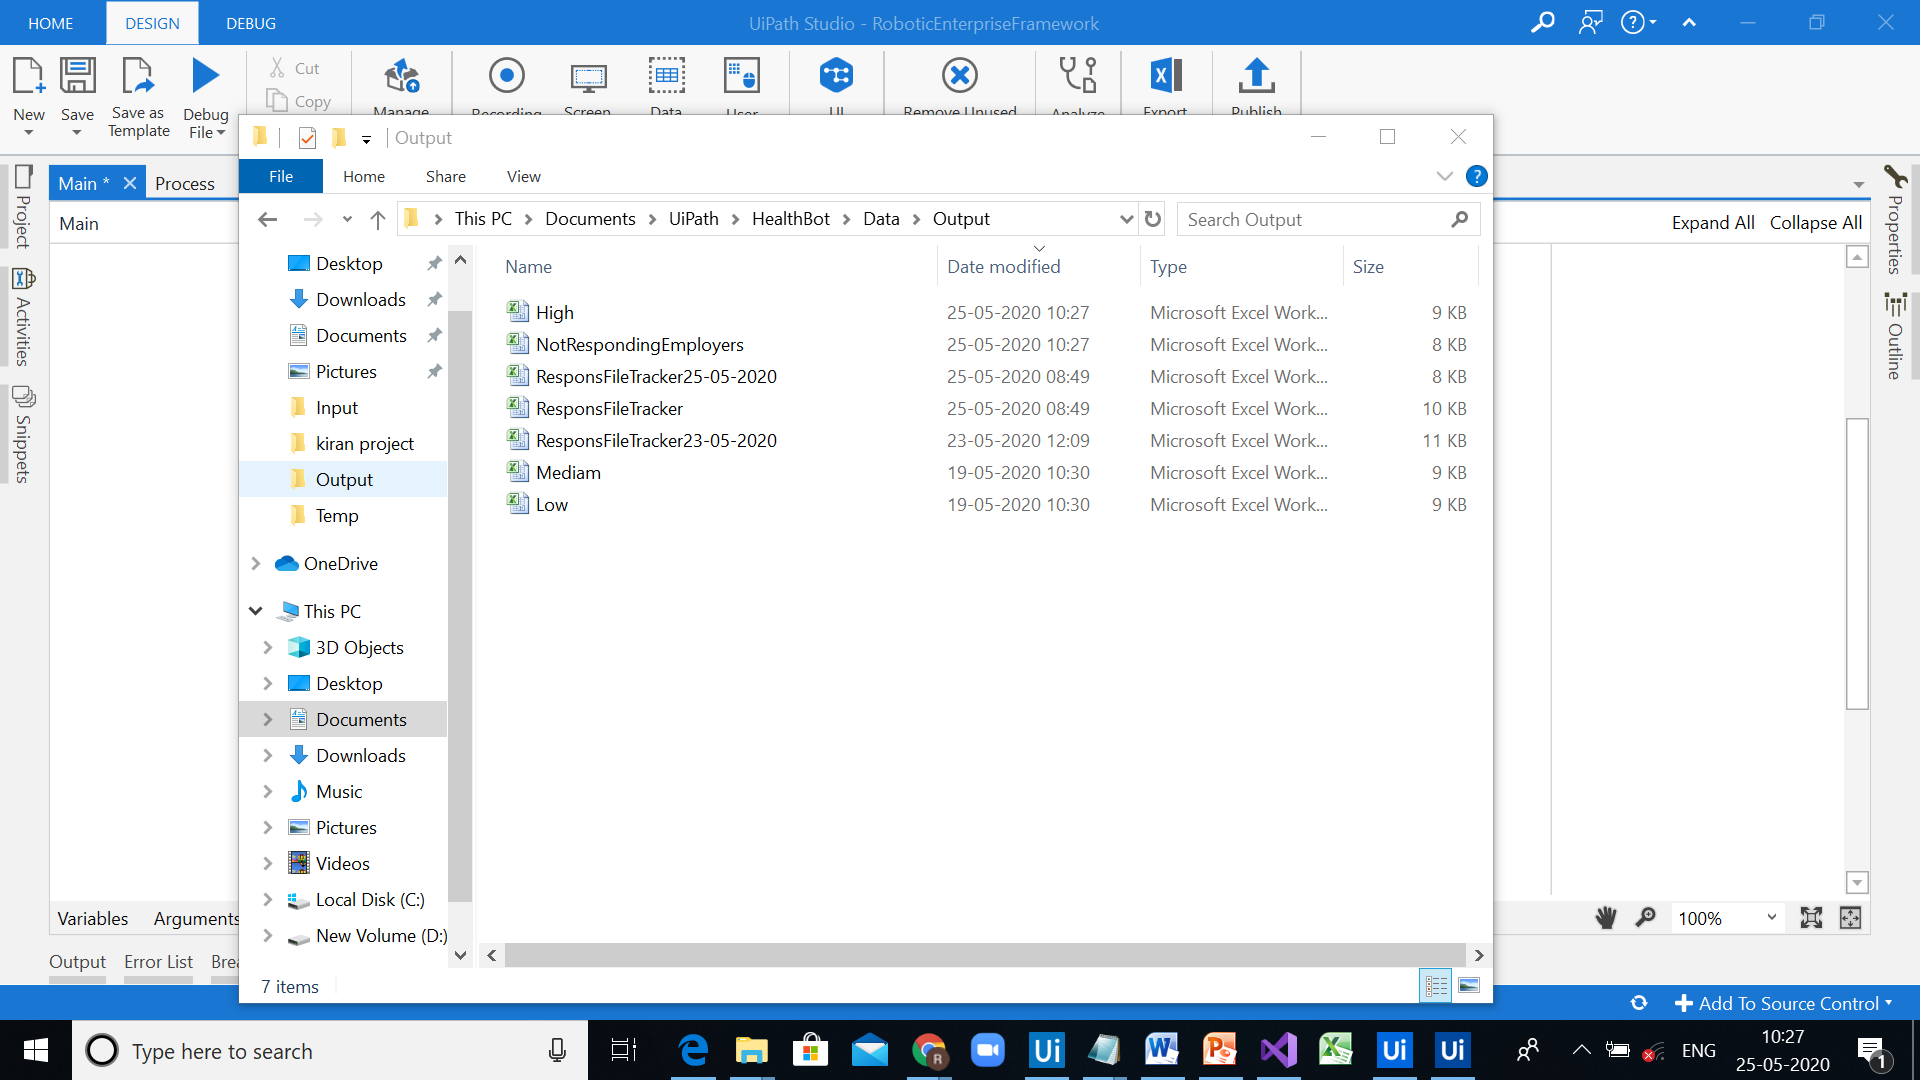 HOME DESIGN DEBUG UiPath Studio - RoboticEnterpriseFramework
New Save Save as Template Debug File Cut Copy Manage Recording Screen Data User UI Remove Unused Analyze Export Publish
Output
File Home Share View
This PC > Documents > UiPath > HealthBot > Data > Output Search Output
Main * Process
Main
Expand All Collapse All
Project
Activities
Snippets
Properties
Outline
Name Date modified Type Size
High 25-05-2020 10:27 Microsoft Excel Work... 9 KB
NotRespondingEmployers 25-05-2020 10:27 Microsoft Excel Work... 8 KB
ResponsFileTracker25-05-2020 25-05-2020 08:49 Microsoft Excel Work... 8 KB
ResponsFileTracker 25-05-2020 08:49 Microsoft Excel Work... 10 KB
ResponsFileTracker23-05-2020 23-05-2020 12:09 Microsoft Excel Work... 11 KB
Mediam 19-05-2020 10:30 Microsoft Excel Work... 9 KB
Low 19-05-2020 10:30 Microsoft Excel Work... 9 KB
Desktop
Downloads
Documents
Pictures
Input
kiran project
Output
Temp
OneDrive
This PC
3D Objects
Desktop
Documents
Downloads
Music
Pictures
Videos
Local Disk (C:)
New Volume (D:)
7 items
Variables Arguments 100%
Output Error List Brea
Add To Source Control
Type here to search
ENG 10:27
25-05-2020
1